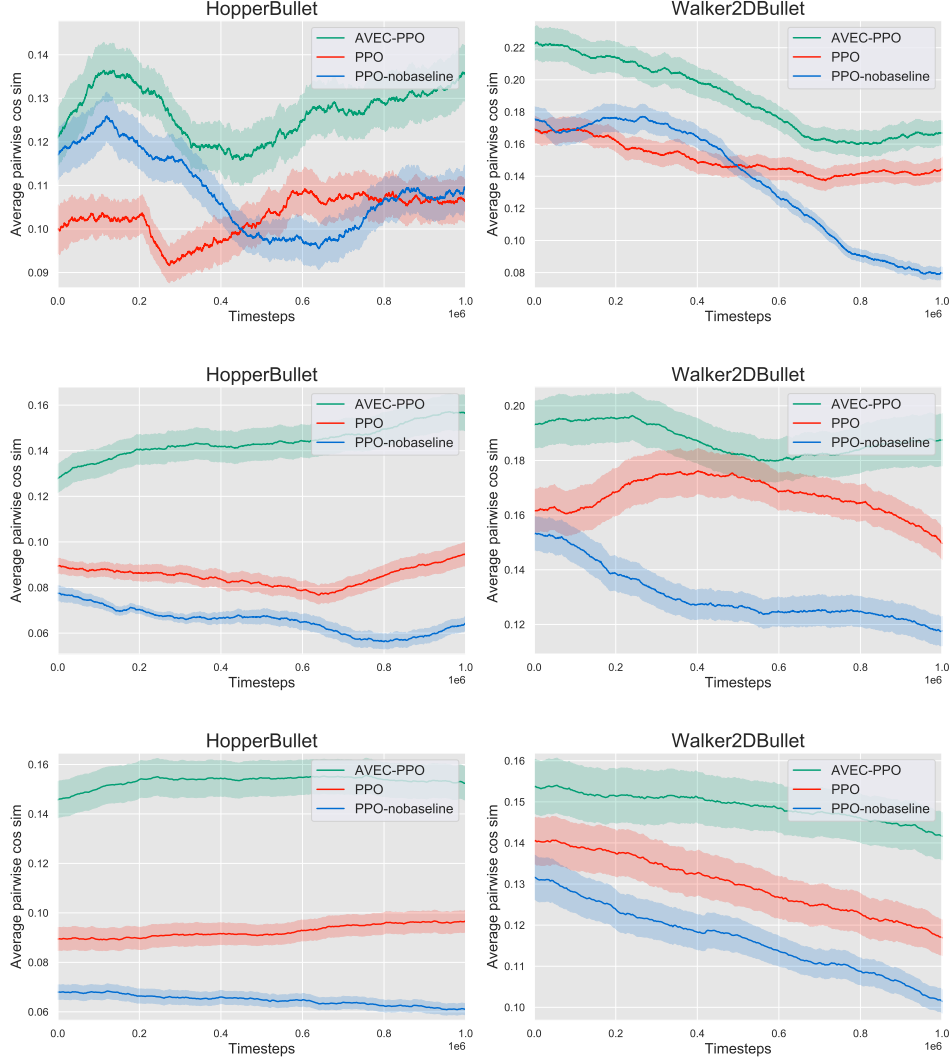 HopperBullet
Average pairwise cos sim
0.14
0.13
0.12
0.11
0.10
0.09
AVEC-PPO
PPO
PPO-nobaseline
0.0 0.2 0.4 0.6 0.8 1.0
Timesteps
1e6
Walker2DBullet
Average pairwise cos sim
0.22
0.20
0.18
0.16
0.14
0.12
0.10
0.08
AVEC-PPO
PPO
PPO-nobaseline
0.0 0.2 0.4 0.6 0.8 1.0
Timesteps
1e6
HopperBullet
Average pairwise cos sim
0.16
0.14
0.12
0.10
0.08
0.06
AVEC-PPO
PPO
PPO-nobaseline
0.0 0.2 0.4 0.6 0.8 1.0
Timesteps
1e6
Walker2DBullet
Average pairwise cos sim
0.20
0.18
0.16
0.14
0.12
AVEC-PPO
PPO
PPO-nobaseline
0.0 0.2 0.4 0.6 0.8 1.0
Timesteps
1e6
HopperBullet
Average pairwise cos sim
0.16
0.14
0.12
0.10
0.08
0.06
AVEC-PPO
PPO
PPO-nobaseline
0.0 0.2 0.4 0.6 0.8 1.0
Timesteps
1e6
Walker2DBullet
Average pairwise cos sim
0.16
0.15
0.14
0.13
0.12
0.11
0.10
AVEC-PPO
PPO
PPO-nobaseline
0.0 0.2 0.4 0.6 0.8 1.0
Timesteps
1e6